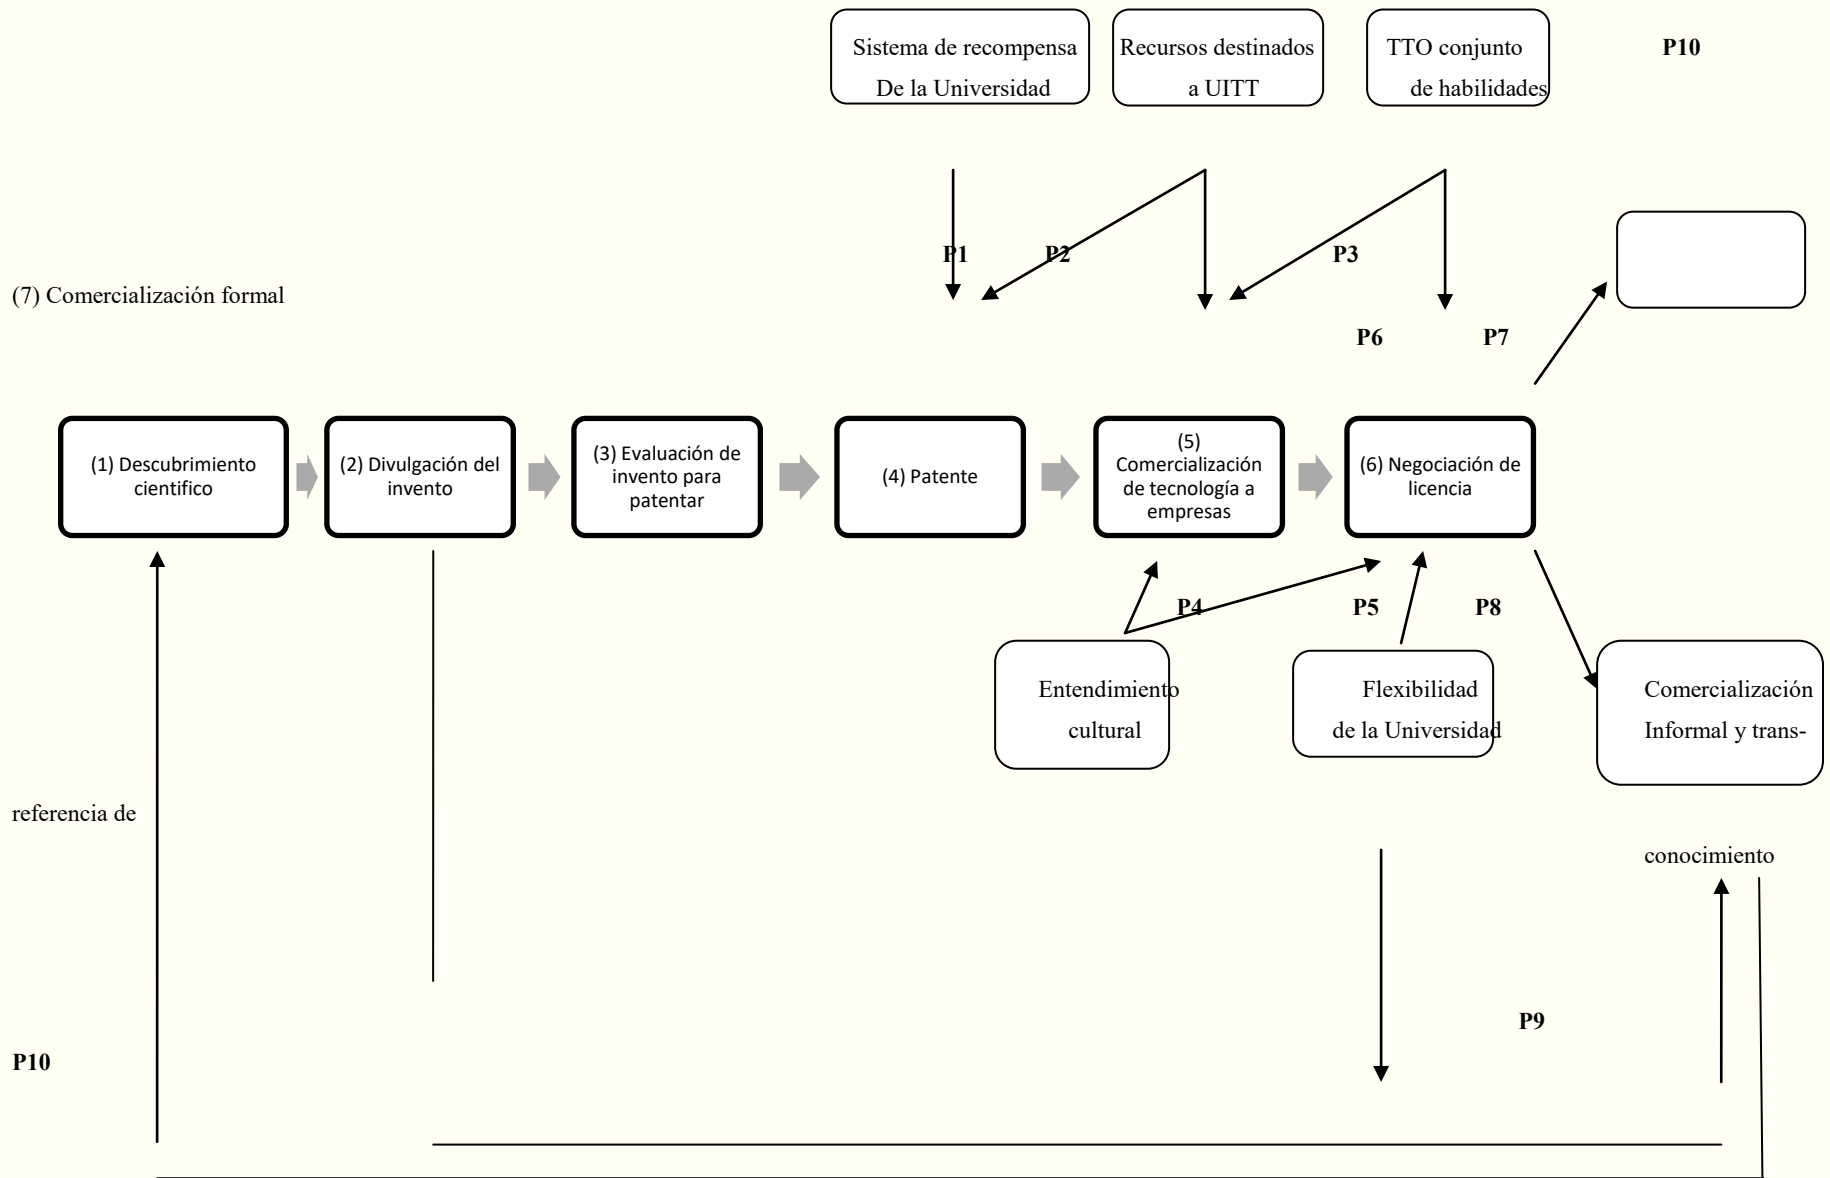 Sistema de recompensa
De la Universidad
Recursos destinados
a UITT
TTO conjunto
de habilidades
P10
P1
P2
P3
(7) Comercialización formal
P6
P7
(1) Descubrimiento
cientifico
(2) Divulgación del
invento
(3) Evaluación de
invento para
patentar
(4) Patente
(5)
Comercialización
de tecnología a
empresas
(6) Negociación de
licencia
P4
P5
P8
Entendimiento
cultural
Flexibilidad
de la Universidad
Comercialización
Informal y trans-
referencia de
conocimiento
P9
P10